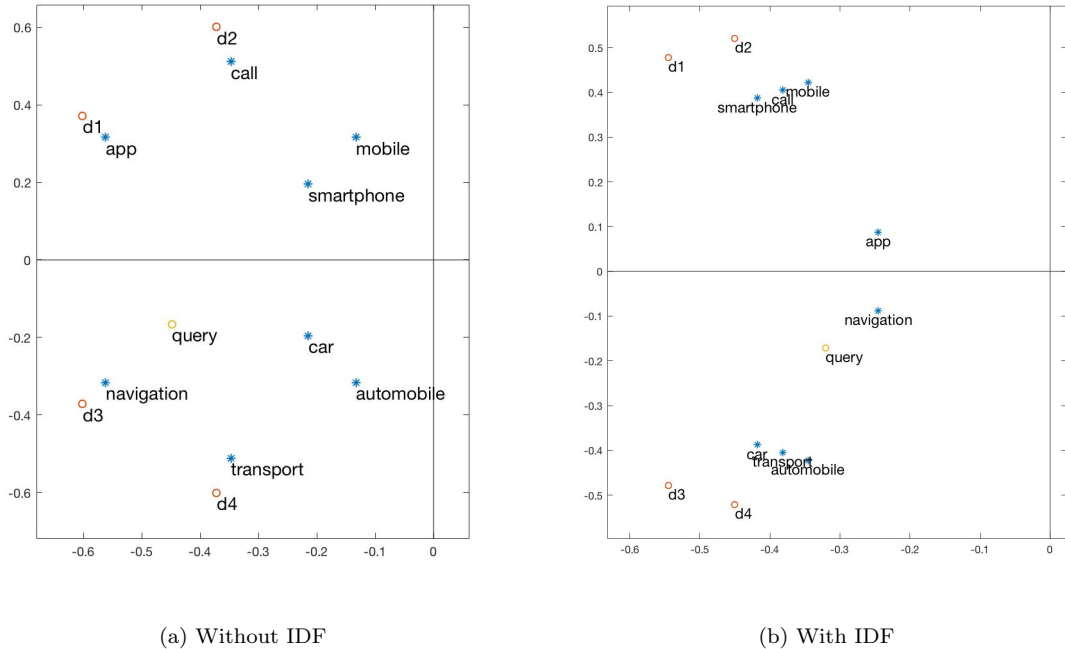 0.6
0.4
0.2
0
-0.2
-0.4
-0.6
-0.6
-0.5
-0.4
-0.3
-0.2
-0.1
0
d2
call
d1
app
mobile
smartphone
query
car
navigation
automobile
d3
transport
d4
(a) Without IDF
0.5
0.4
0.3
0.2
0.1
0
-0.1
-0.2
-0.3
-0.4
-0.5
-0.6
-0.5
-0.4
-0.3
-0.2
-0.1
0
d2
d1
mobile
call
smartphone
app
navigation
query
car
transport
automobile
d3
d4
(b) With IDF